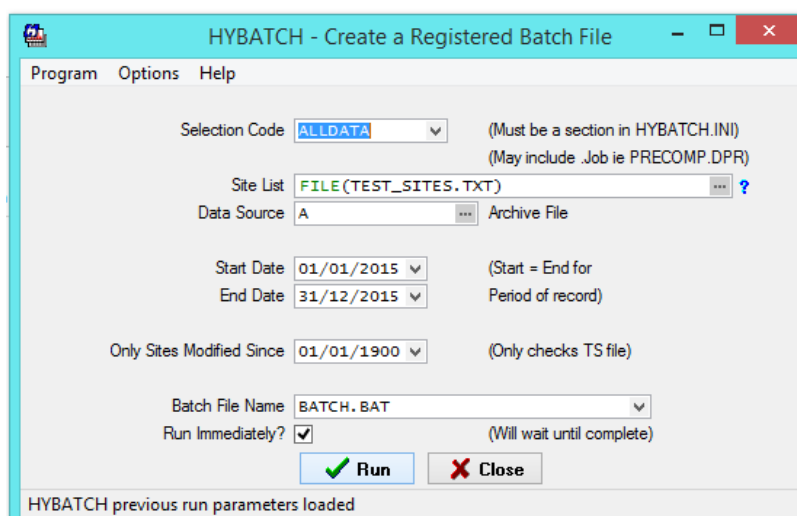 HYBATCH - Create a Registered Batch File
Program Options Help
Selection Code ALLDATA (Must be a section in HYBATCH.INI)
(May include .Job ie PRECOMP.DPR)
Site List FILE(TEST_SITES.TXT) ... ?
Data Source A ... Archive File
Start Date 01/01/2015 (Start = End for
End Date 31/12/2015 Period of record)
Only Sites Modified Since 01/01/1900 (Only checks TS file)
Batch File Name BATCH.BAT
Run Immediately? (Will wait until complete)
Run Close
HYBATCH previous run parameters loaded